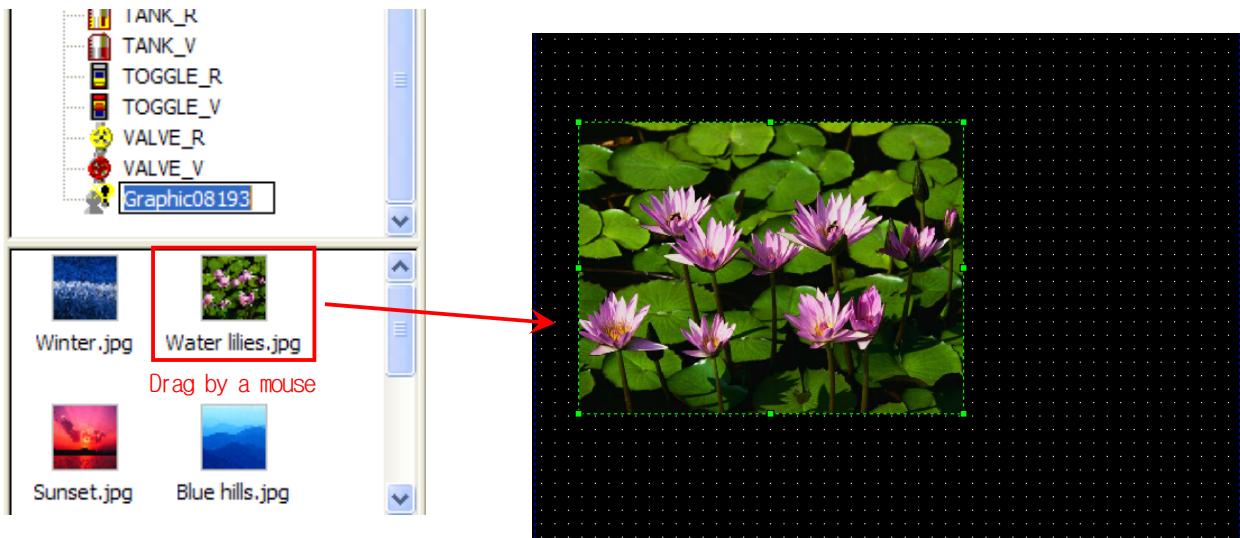 TANK_R
TANK_V
TOGGLE_R
TOGGLE_V
VALVE_R
VALVE_V
Graphic08193
Winter.jpg
Water lilies.jpg
Drag by a mouse
Sunset.jpg
Blue hills.jpg